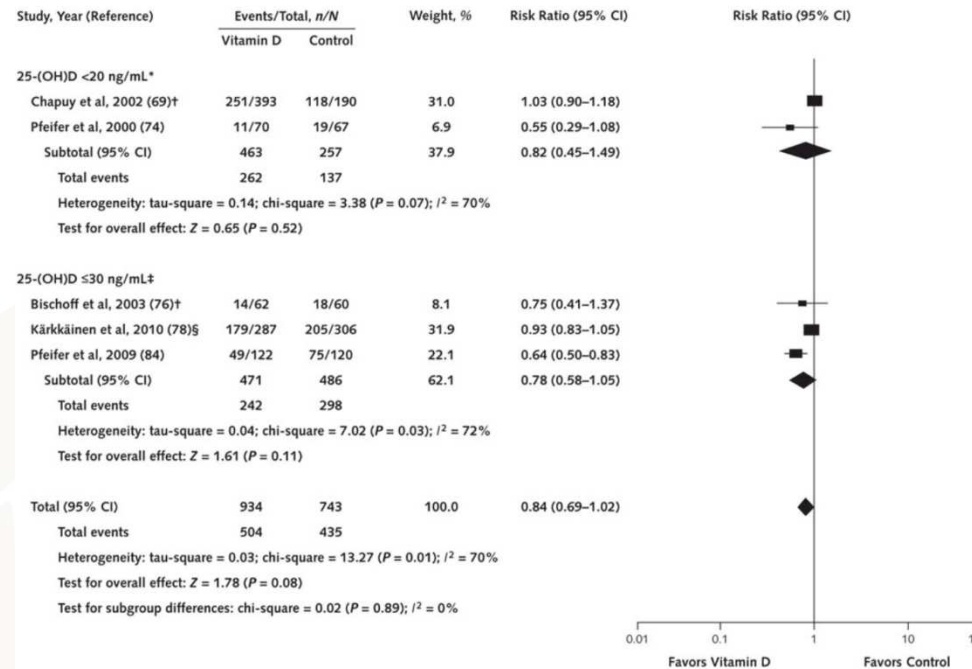 Study, Year (Reference) Events/Total, n/N Weight, % Risk Ratio (95% CI) Risk Ratio (95% CI)
Vitamin D Control
25-(OH)D <20 ng/mL*
Chapuy et al, 2002 (69)† 251/393 118/190 31.0 1.03 (0.90–1.18)
Pfeifer et al, 2000 (74) 11/70 19/67 6.9 0.55 (0.29–1.08)
Subtotal (95% CI) 463 257 37.9 0.82 (0.45–1.49)
Total events 262 137
Heterogeneity: tau-square = 0.14; chi-square = 3.38 (P = 0.07); I² = 70%
Test for overall effect: Z = 0.65 (P = 0.52)
25-(OH)D ≤30 ng/mL‡
Bischoff et al, 2003 (76)† 14/62 18/60 8.1 0.75 (0.41–1.37)
Kärkkäinen et al, 2010 (78)§ 179/287 205/306 31.9 0.93 (0.83–1.05)
Pfeifer et al, 2009 (84) 49/122 75/120 22.1 0.64 (0.50–0.83)
Subtotal (95% CI) 471 486 62.1 0.78 (0.58–1.05)
Total events 242 298
Heterogeneity: tau-square = 0.04; chi-square = 7.02 (P = 0.03); I² = 72%
Test for overall effect: Z = 1.61 (P = 0.11)
Total (95% CI) 934 743 100.0 0.84 (0.69–1.02)
Total events 504 435
Heterogeneity: tau-square = 0.03; chi-square = 13.27 (P = 0.01); I² = 70%
Test for overall effect: Z = 1.78 (P = 0.08)
Test for subgroup differences: chi-square = 0.02 (P = 0.89); I² = 0%
0.01 0.1 1 10
Favors Vitamin D Favors Control